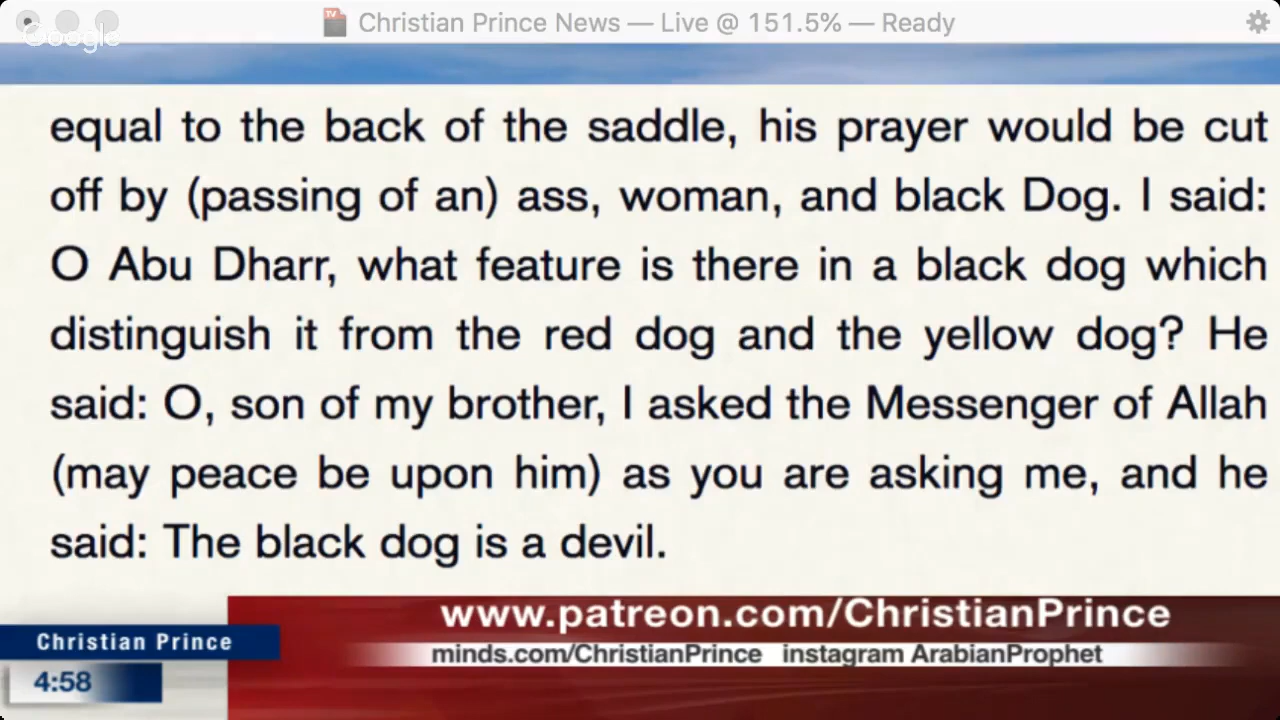 Christian Prince News — Live @ 151.5% — Ready
Google
equal to the back of the saddle, his prayer would be cut
off by (passing of an) ass, woman, and black Dog. I said:
O Abu Dharr, what feature is there in a black dog which
distinguish it from the red dog and the yellow dog? He
said: O, son of my brother, I asked the Messenger of Allah
(may peace be upon him) as you are asking me, and he
said: The black dog is a devil.
www.patreon.com/ChristianPrince
Christian Prince
minds.com/ChristianPrince instagram ArabianProphet
4:58